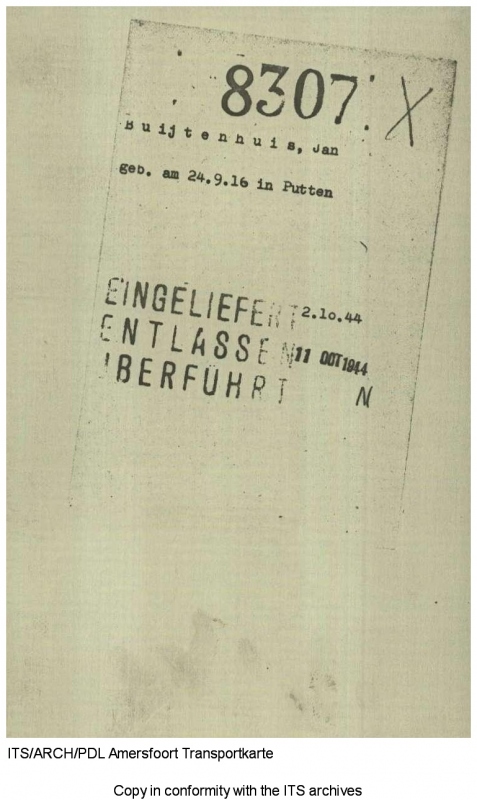 8307. X
Buijtenhuis, Jan
geb. am 24.9.16 in Putten
EINGELIEFERT 2.10.44
ENTLASSEN 11 OCT 1944
ÜBERFÜHRT N
ITS/ARCH/PDL Amersfoort Transportkarte
Copy in conformity with the ITS archives